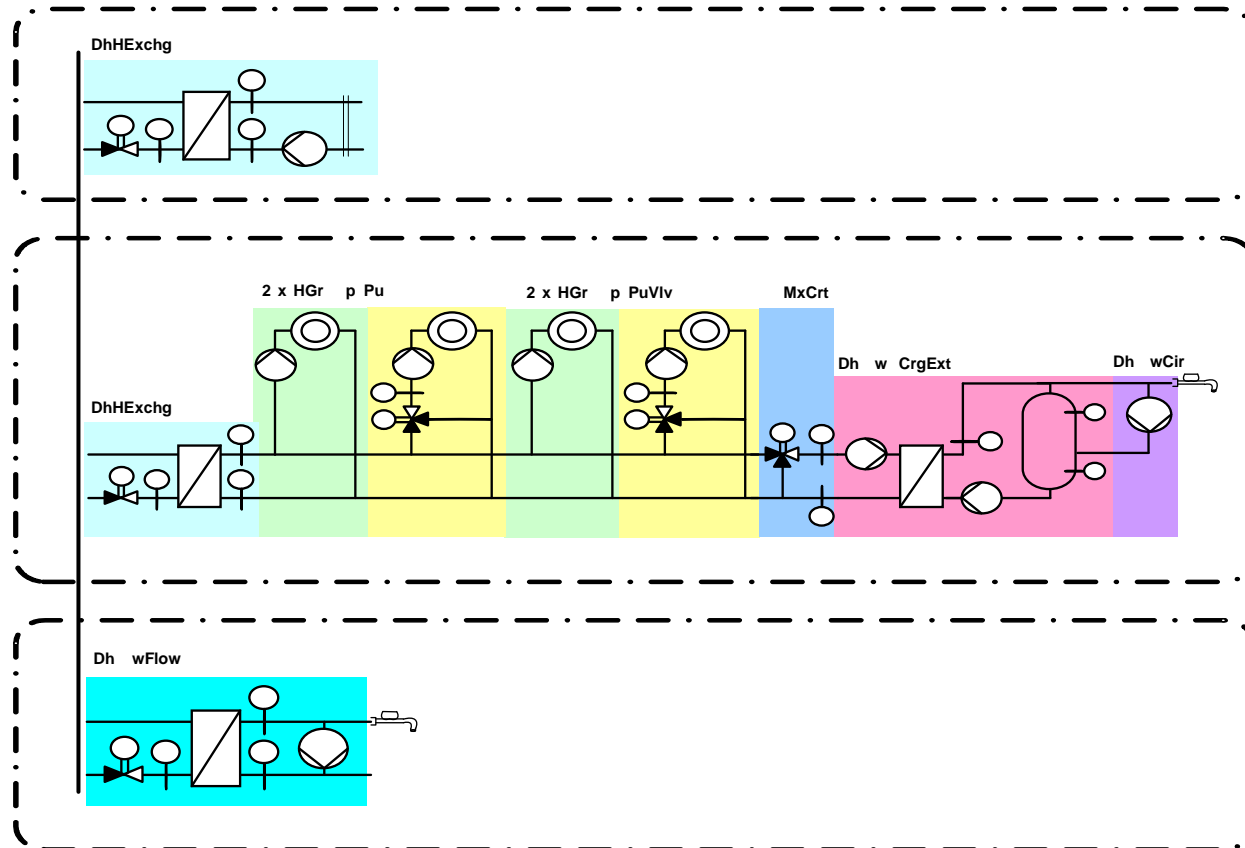 DhHExchg
2 x HGr p Pu
2 x HGr p PuVlv
MxCrt
Dh w CrgExt
Dh wCir
DhHExchg
Dh wFlow